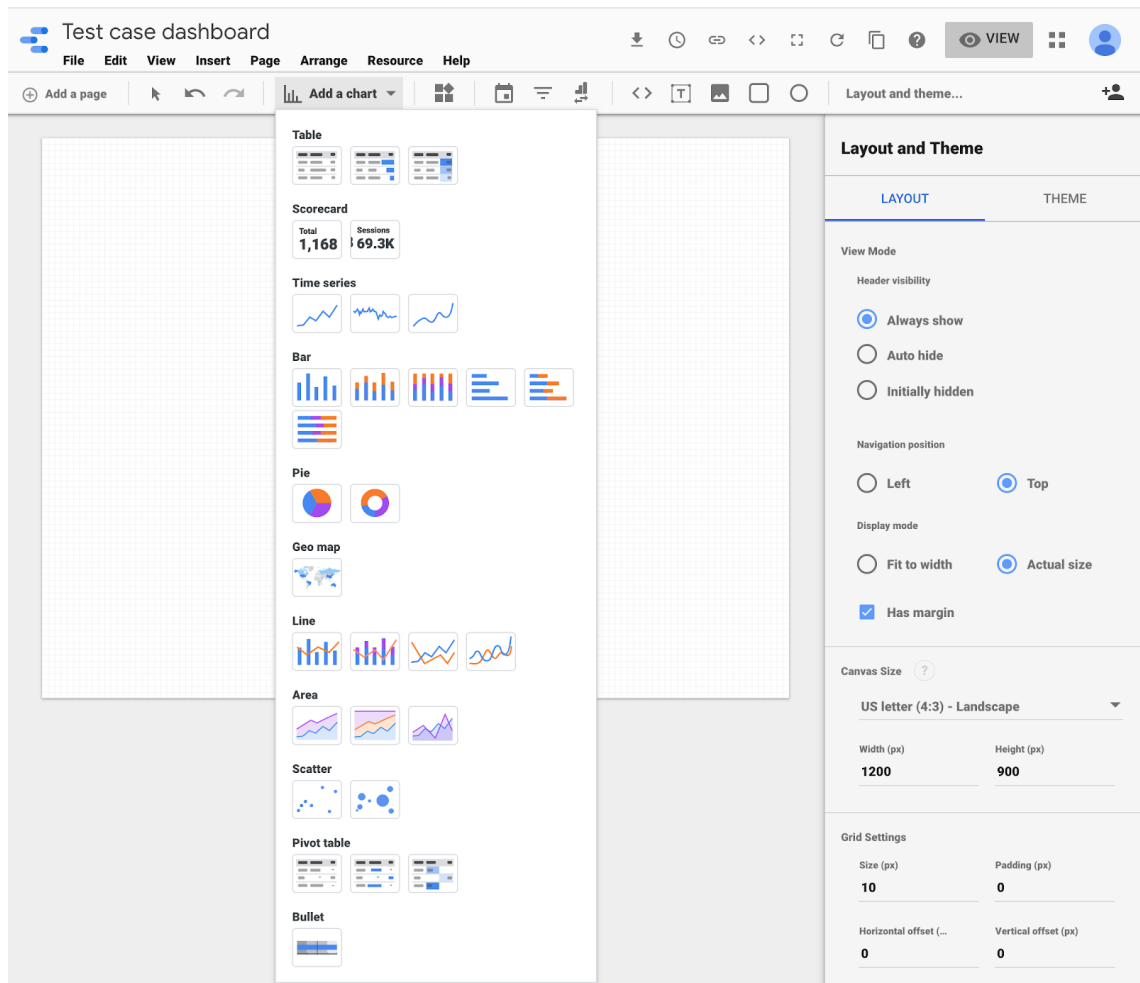 Test case dashboard
File Edit View Insert Page Arrange Resource Help
VIEW
Add a page
Add a chart
Layout and theme...
Table
Scorecard
Total
1,168
Sessions
69.3K
Time series
Bar
Pie
Geo map
Line
Area
Scatter
Pivot table
Bullet
Layout and Theme
LAYOUT THEME
View Mode
Header visibility
Always show
Auto hide
Initially hidden
Navigation position
Left Top
Display mode
Fit to width Actual size
Has margin
Canvas Size ?
US letter (4:3) - Landscape
Width (px) Height (px)
1200 900
Grid Settings
Size (px) Padding (px)
10 0
Horizontal offset (... Vertical offset (px)
0 0